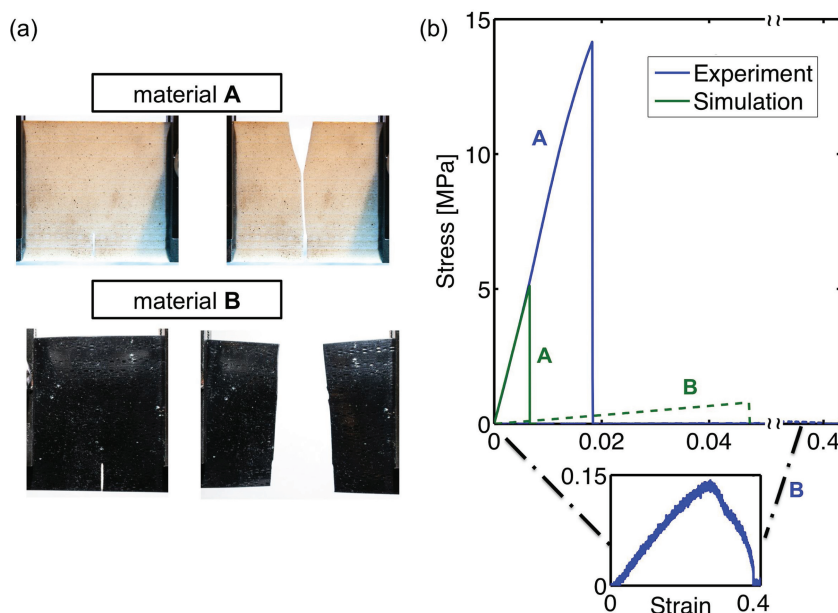 (a)
material A
material B
(b)
Stress [MPa]
15
10
5
0
Experiment
Simulation
A
A
B
0 0.02 0.04 0.4
B
0.15
0
0 Strain 0.4